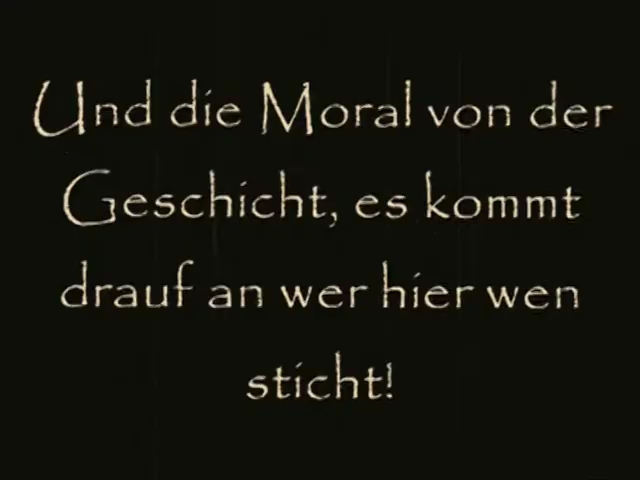 Und die Moral von der
Geschicht, es kommt
drauf an wer hier wen
sticht!